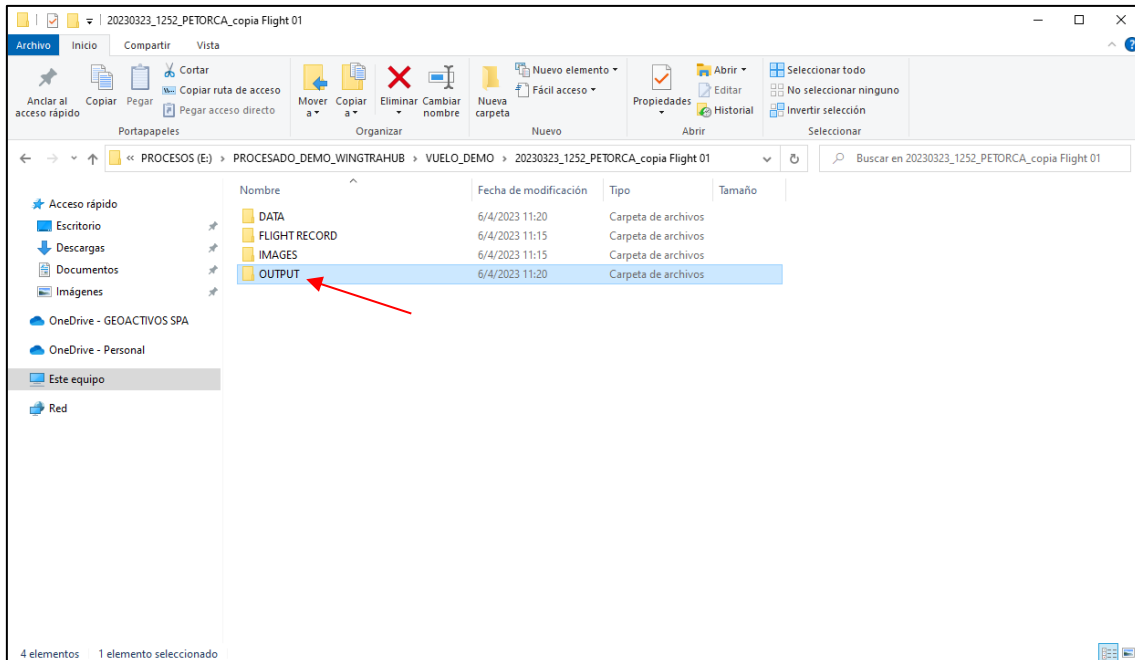 20230323_1252_PETORCA_copia Flight 01
Archivo Inicio Compartir Vista
Anclar al acceso rápido
Copiar
Pegar
Cortar
Copiar ruta de acceso
Pegar acceso directo
Portapapeles
Mover a
Copiar a
Eliminar
Cambiar nombre
Organizar
Nueva carpeta
Nuevo elemento
Fácil acceso
Nuevo
Propiedades
Abrir
Editar
Historial
Abrir
Seleccionar todo
No seleccionar ninguno
Invertir selección
Seleccionar
« PROCESOS (E:) > PROCESADO_DEMO_WINGTRAHUB > VUELO_DEMO > 20230323_1252_PETORCA_copia Flight 01
Buscar en 20230323_1252_PETORCA_copia Flight 01
Acceso rápido
Escritorio
Descargas
Documentos
Imágenes
OneDrive - GEOACTIVOS SPA
OneDrive - Personal
Este equipo
Red
Nombre Fecha de modificación Tipo Tamaño
DATA 6/4/2023 11:20 Carpeta de archivos
FLIGHT RECORD 6/4/2023 11:15 Carpeta de archivos
IMAGES 6/4/2023 11:15 Carpeta de archivos
OUTPUT 6/4/2023 11:20 Carpeta de archivos
4 elementos 1 elemento seleccionado